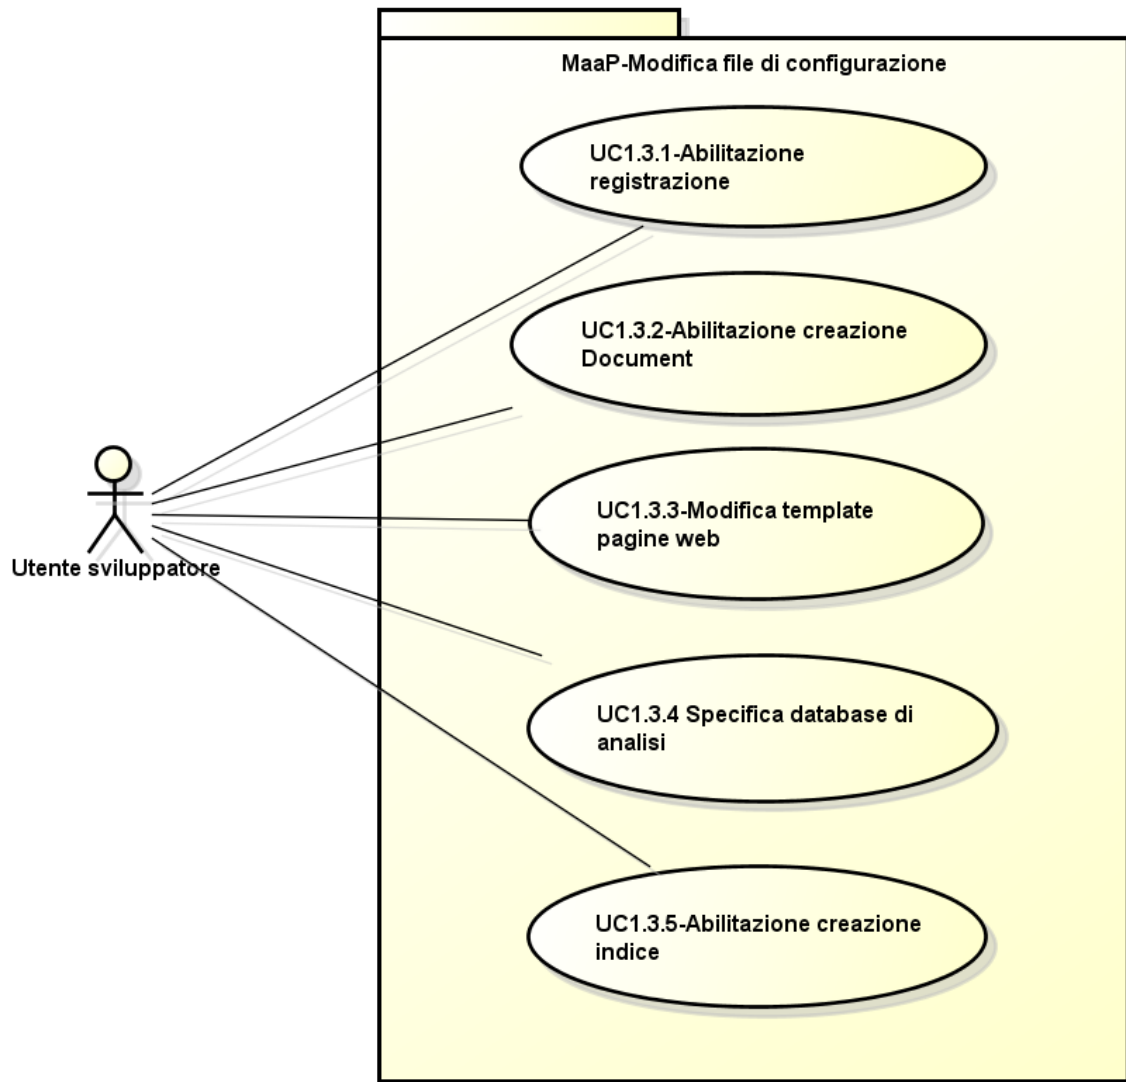 MaaP-Modifica file di configurazione
UC1.3.1-Abilitazione
registrazione
UC1.3.2-Abilitazione creazione
Document
UC1.3.3-Modifica template
pagine web
Utente sviluppatore
UC1.3.4 Specifica database di
analisi
UC1.3.5-Abilitazione creazione
indice